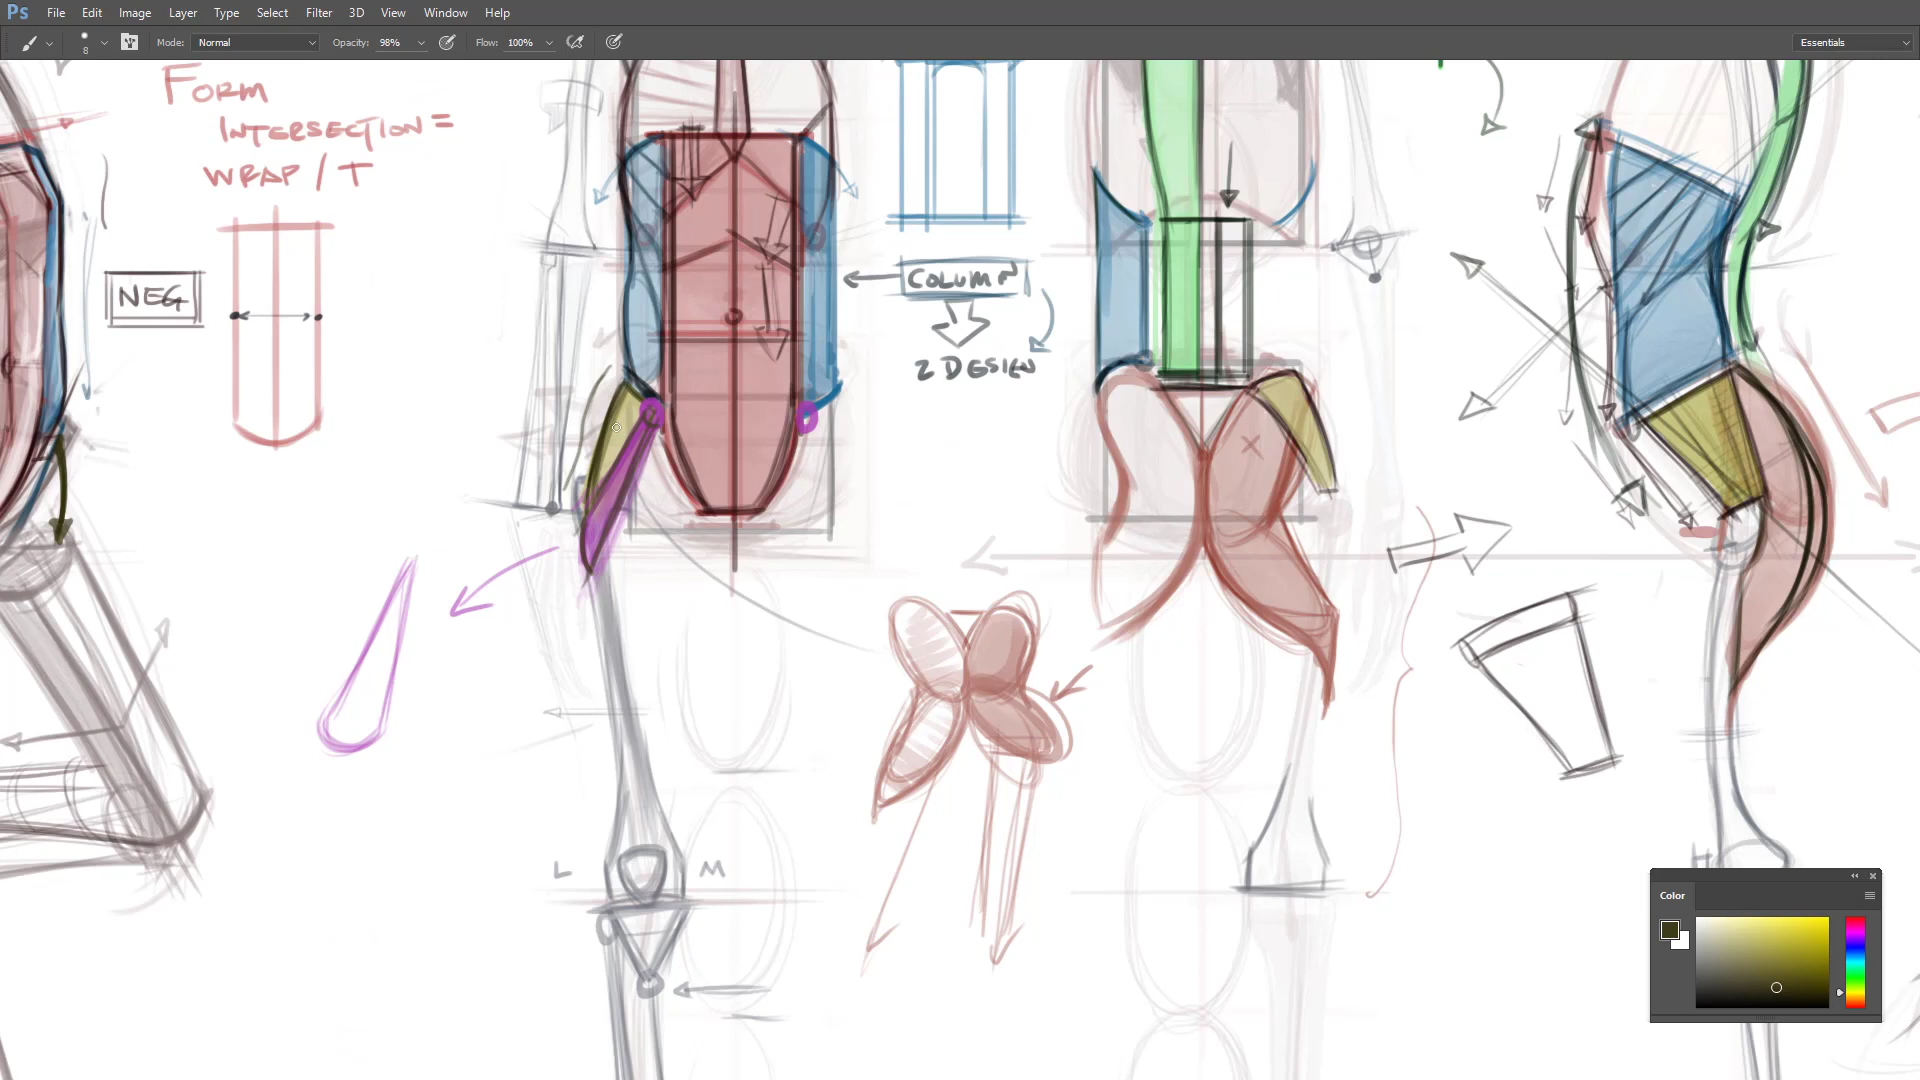 Ps File Edit Image Layer Type Select Filter 3D View Window Help
8 Mode: Normal Opacity: 98% Flow: 100% Essentials
FORM
INTERSECTION =
WRAP / T
NEG
COLUMN
2 DESIGN
L M
Color